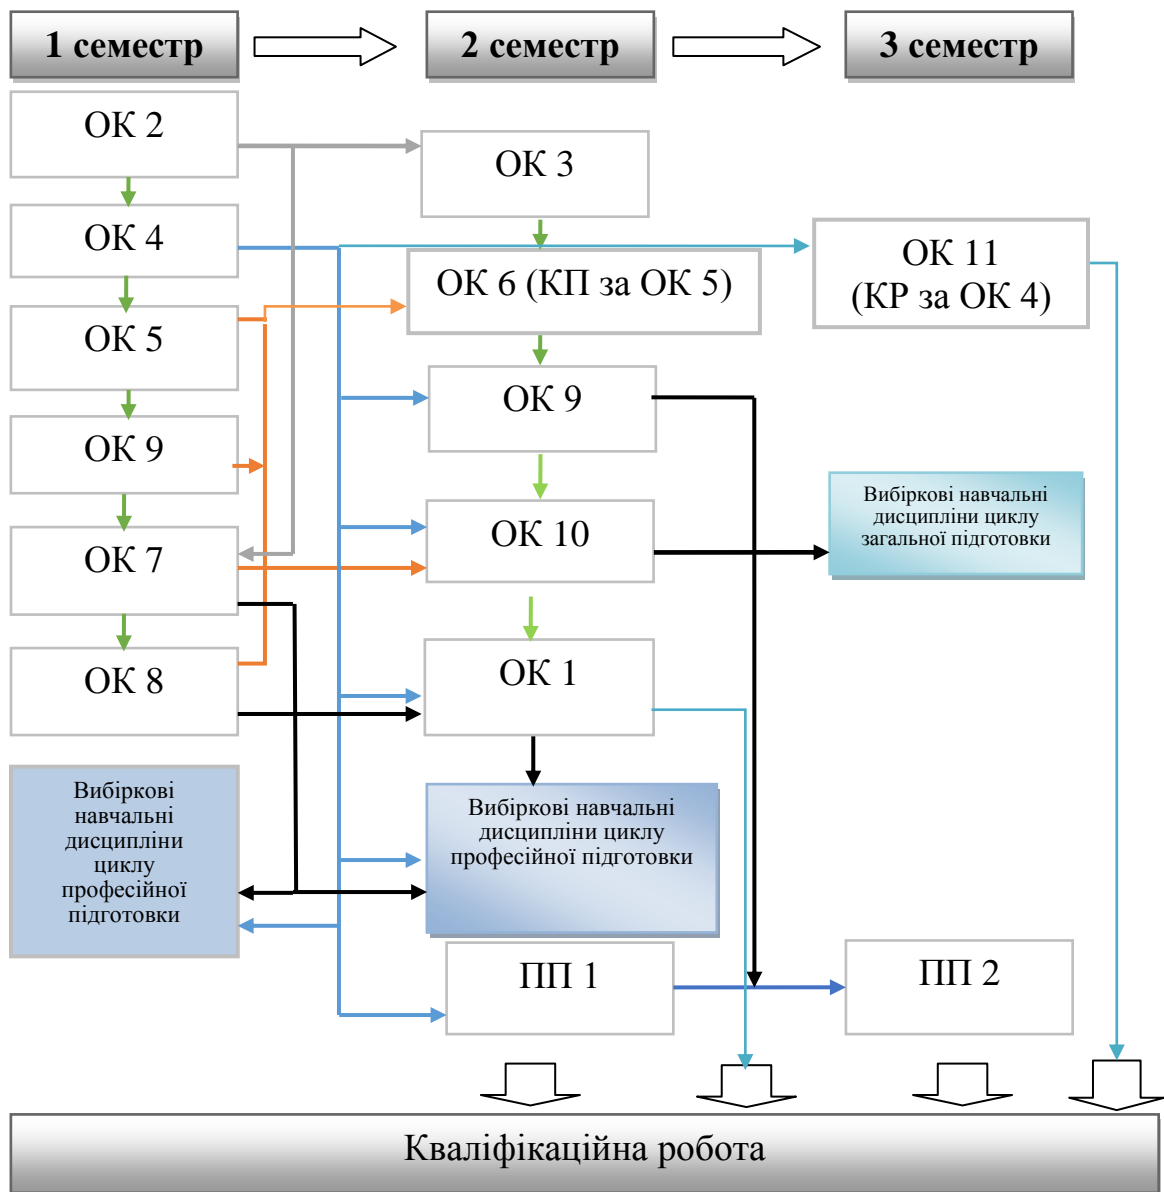 1 семестр
2 семестр
3 семестр
ОК 2
ОК 4
ОК 5
ОК 9
ОК 7
ОК 8
Вибіркові
навчальні
дисципліни
циклу
професійної
підготовки
ОК 3
ОК 6 (КП за ОК 5)
ОК 9
ОК 10
ОК 1
Вибіркові навчальні
дисципліни циклу
професійної підготовки
ПП 1
ОК 11
(КР за ОК 4)
Вибіркові навчальні
дисципліни циклу
загальної підготовки
ПП 2
Кваліфікаційна робота